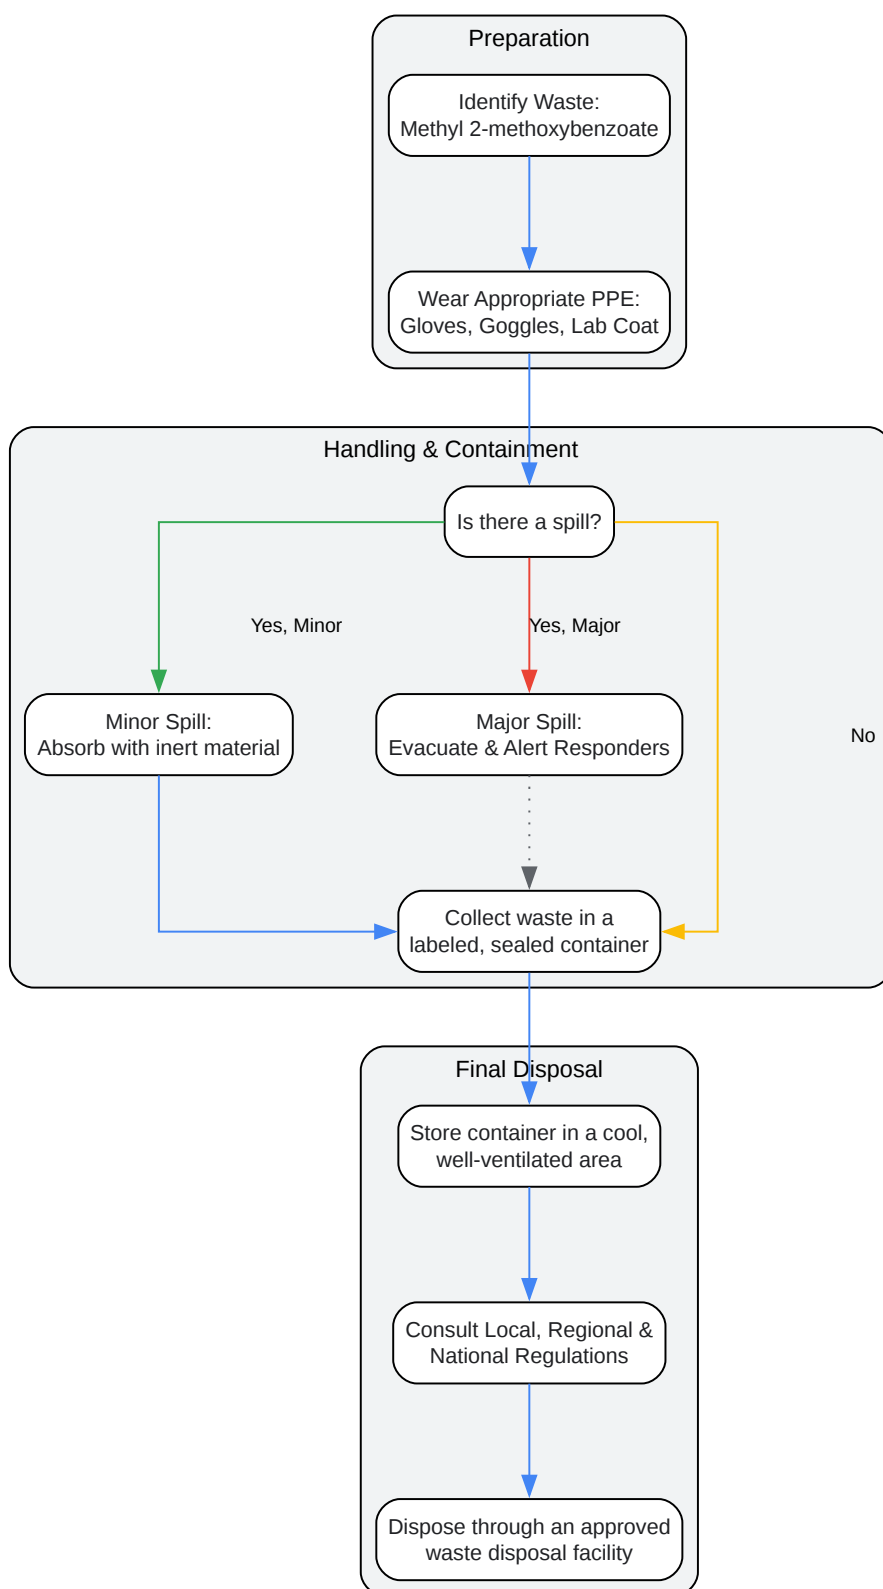 Preparation
Identify Waste:
Methyl 2-methoxybenzoate
Wear Appropriate PPE:
Gloves, Goggles, Lab Coat
Handling & Containment
Is there a spill?
Yes, Minor
Yes, Major
Minor Spill:
Absorb with inert material
Major Spill:
Evacuate & Alert Responders
No
Collect waste in a
labeled, sealed container
Final Disposal
Store container in a cool,
well-ventilated area
Consult Local, Regional &
National Regulations
Dispose through an approved
waste disposal facility